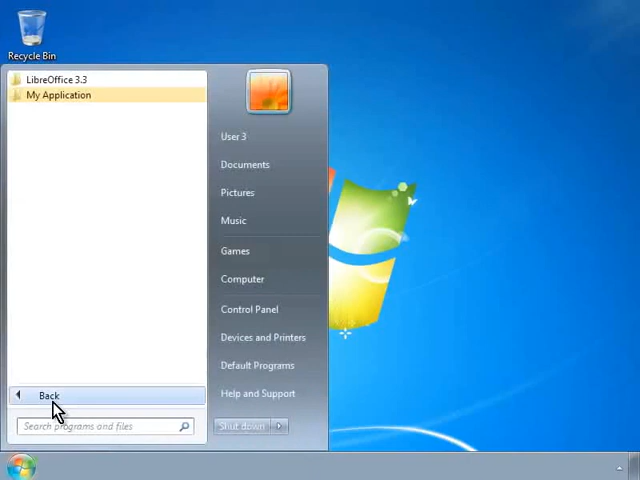 Recycle Bin
LibreOffice 3.3
My Application
User 3
Documents
Pictures
Music
Games
Computer
Control Panel
Devices and Printers
Default Programs
Help and Support
Back
Search programs and files
Shut down